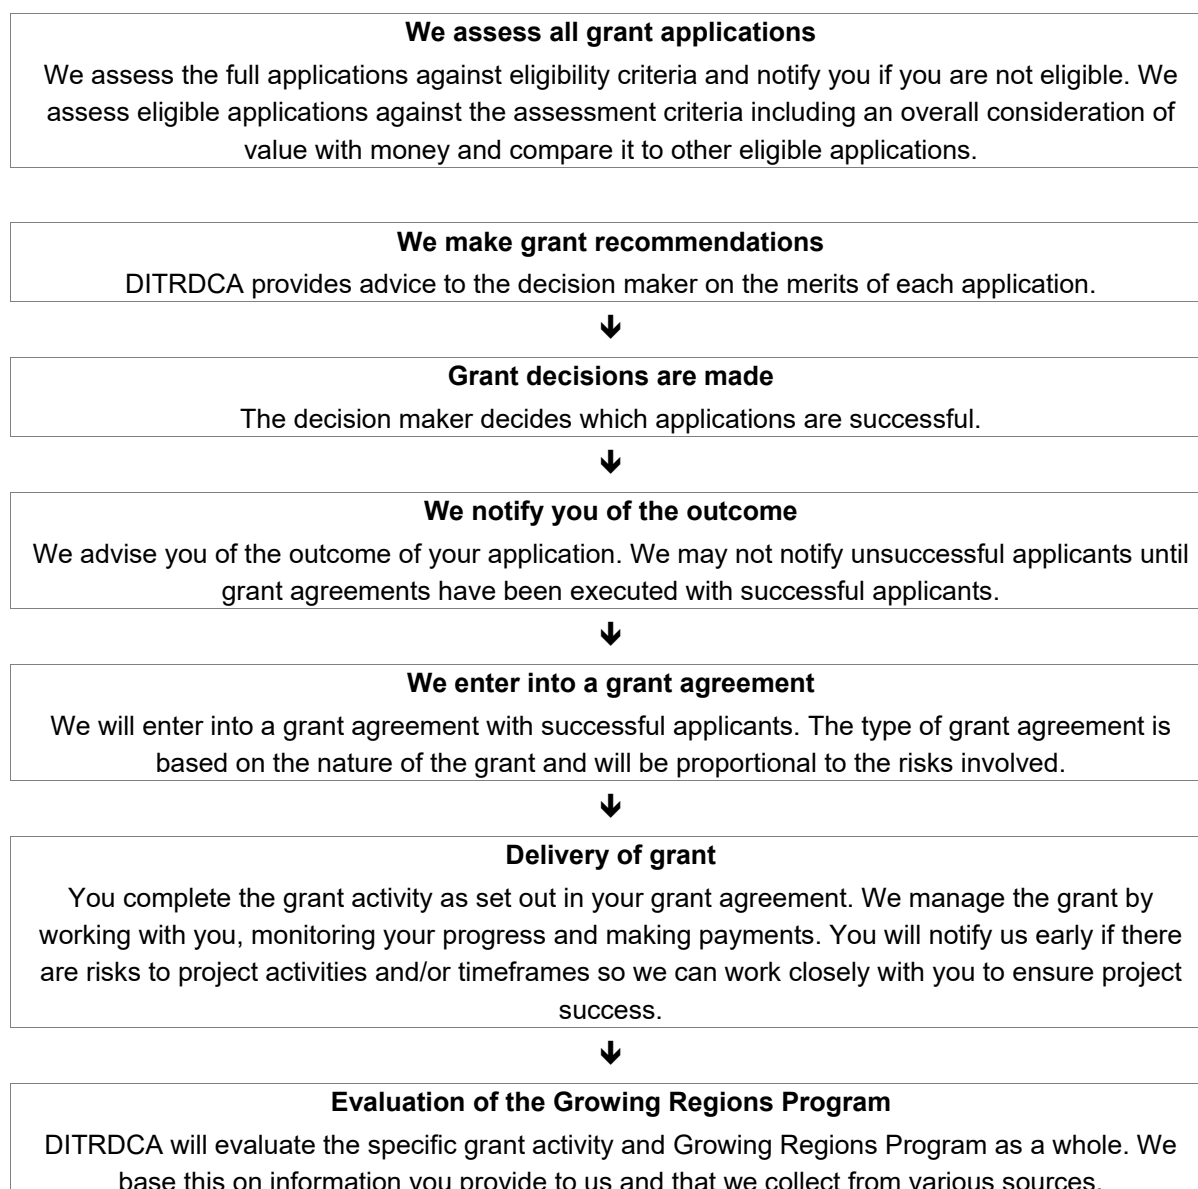 We assess all grant applications
We assess the full applications against eligibility criteria and notify you if you are not eligible. We
assess eligible applications against the assessment criteria including an overall consideration of
value with money and compare it to other eligible applications.
We make grant recommendations
DITRDCA provides advice to the decision maker on the merits of each application.
🡻
Grant decisions are made
The decision maker decides which applications are successful.
🡻
We notify you of the outcome
We advise you of the outcome of your application. We may not notify unsuccessful applicants until
grant agreements have been executed with successful applicants.
🡻
We enter into a grant agreement
We will enter into a grant agreement with successful applicants. The type of grant agreement is
based on the nature of the grant and will be proportional to the risks involved.
🡻
Delivery of grant
You complete the grant activity as set out in your grant agreement. We manage the grant by
working with you, monitoring your progress and making payments. You will notify us early if there
are risks to project activities and/or timeframes so we can work closely with you to ensure project
success.
🡻
Evaluation of the Growing Regions Program
DITRDCA will evaluate the specific grant activity and Growing Regions Program as a whole. We
base this on information you provide to us and that we collect from various sources.